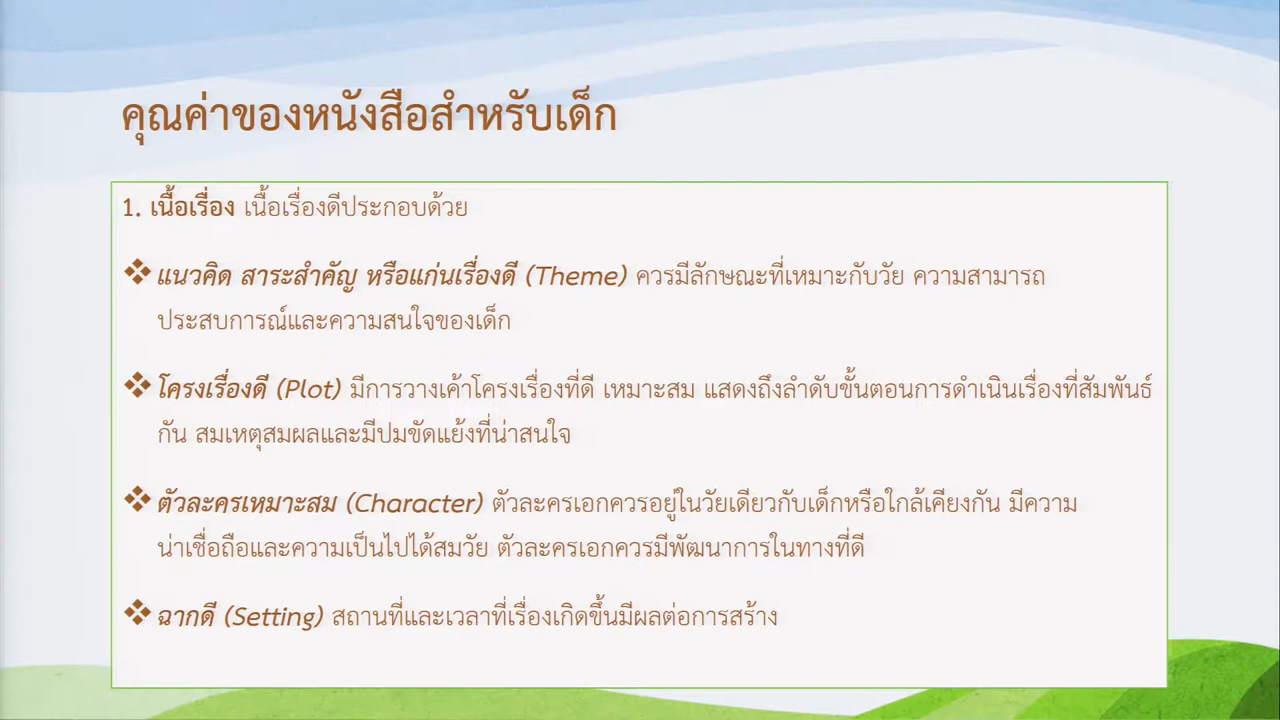 คุณค่าของหนังสือสำหรับเด็ก
1. เนื้อเรื่อง เนื้อเรื่องดีประกอบด้วย
❖ แนวคิด สาระสำคัญ หรือแก่นเรื่องดี (Theme) ควรมีลักษณะที่เหมาะกับวัย ความสามารถ
ประสบการณ์และความสนใจของเด็ก
❖ โครงเรื่องดี (Plot) มีการวางเค้าโครงเรื่องที่ดี เหมาะสม แสดงถึงลำดับขั้นตอนการดำเนินเรื่องที่สัมพันธ์
กัน สมเหตุสมผลและมีปมขัดแย้งที่น่าสนใจ
❖ ตัวละครเหมาะสม (Character) ตัวละครเอกควรอยู่ในวัยเดียวกับเด็กหรือใกล้เคียงกัน มีความ
น่าเชื่อถือและความเป็นไปได้สมวัย ตัวละครเอกควรมีพัฒนาการในทางที่ดี
❖ ฉากดี (Setting) สถานที่และเวลาที่เรื่องเกิดขึ้นมีผลต่อการสร้าง